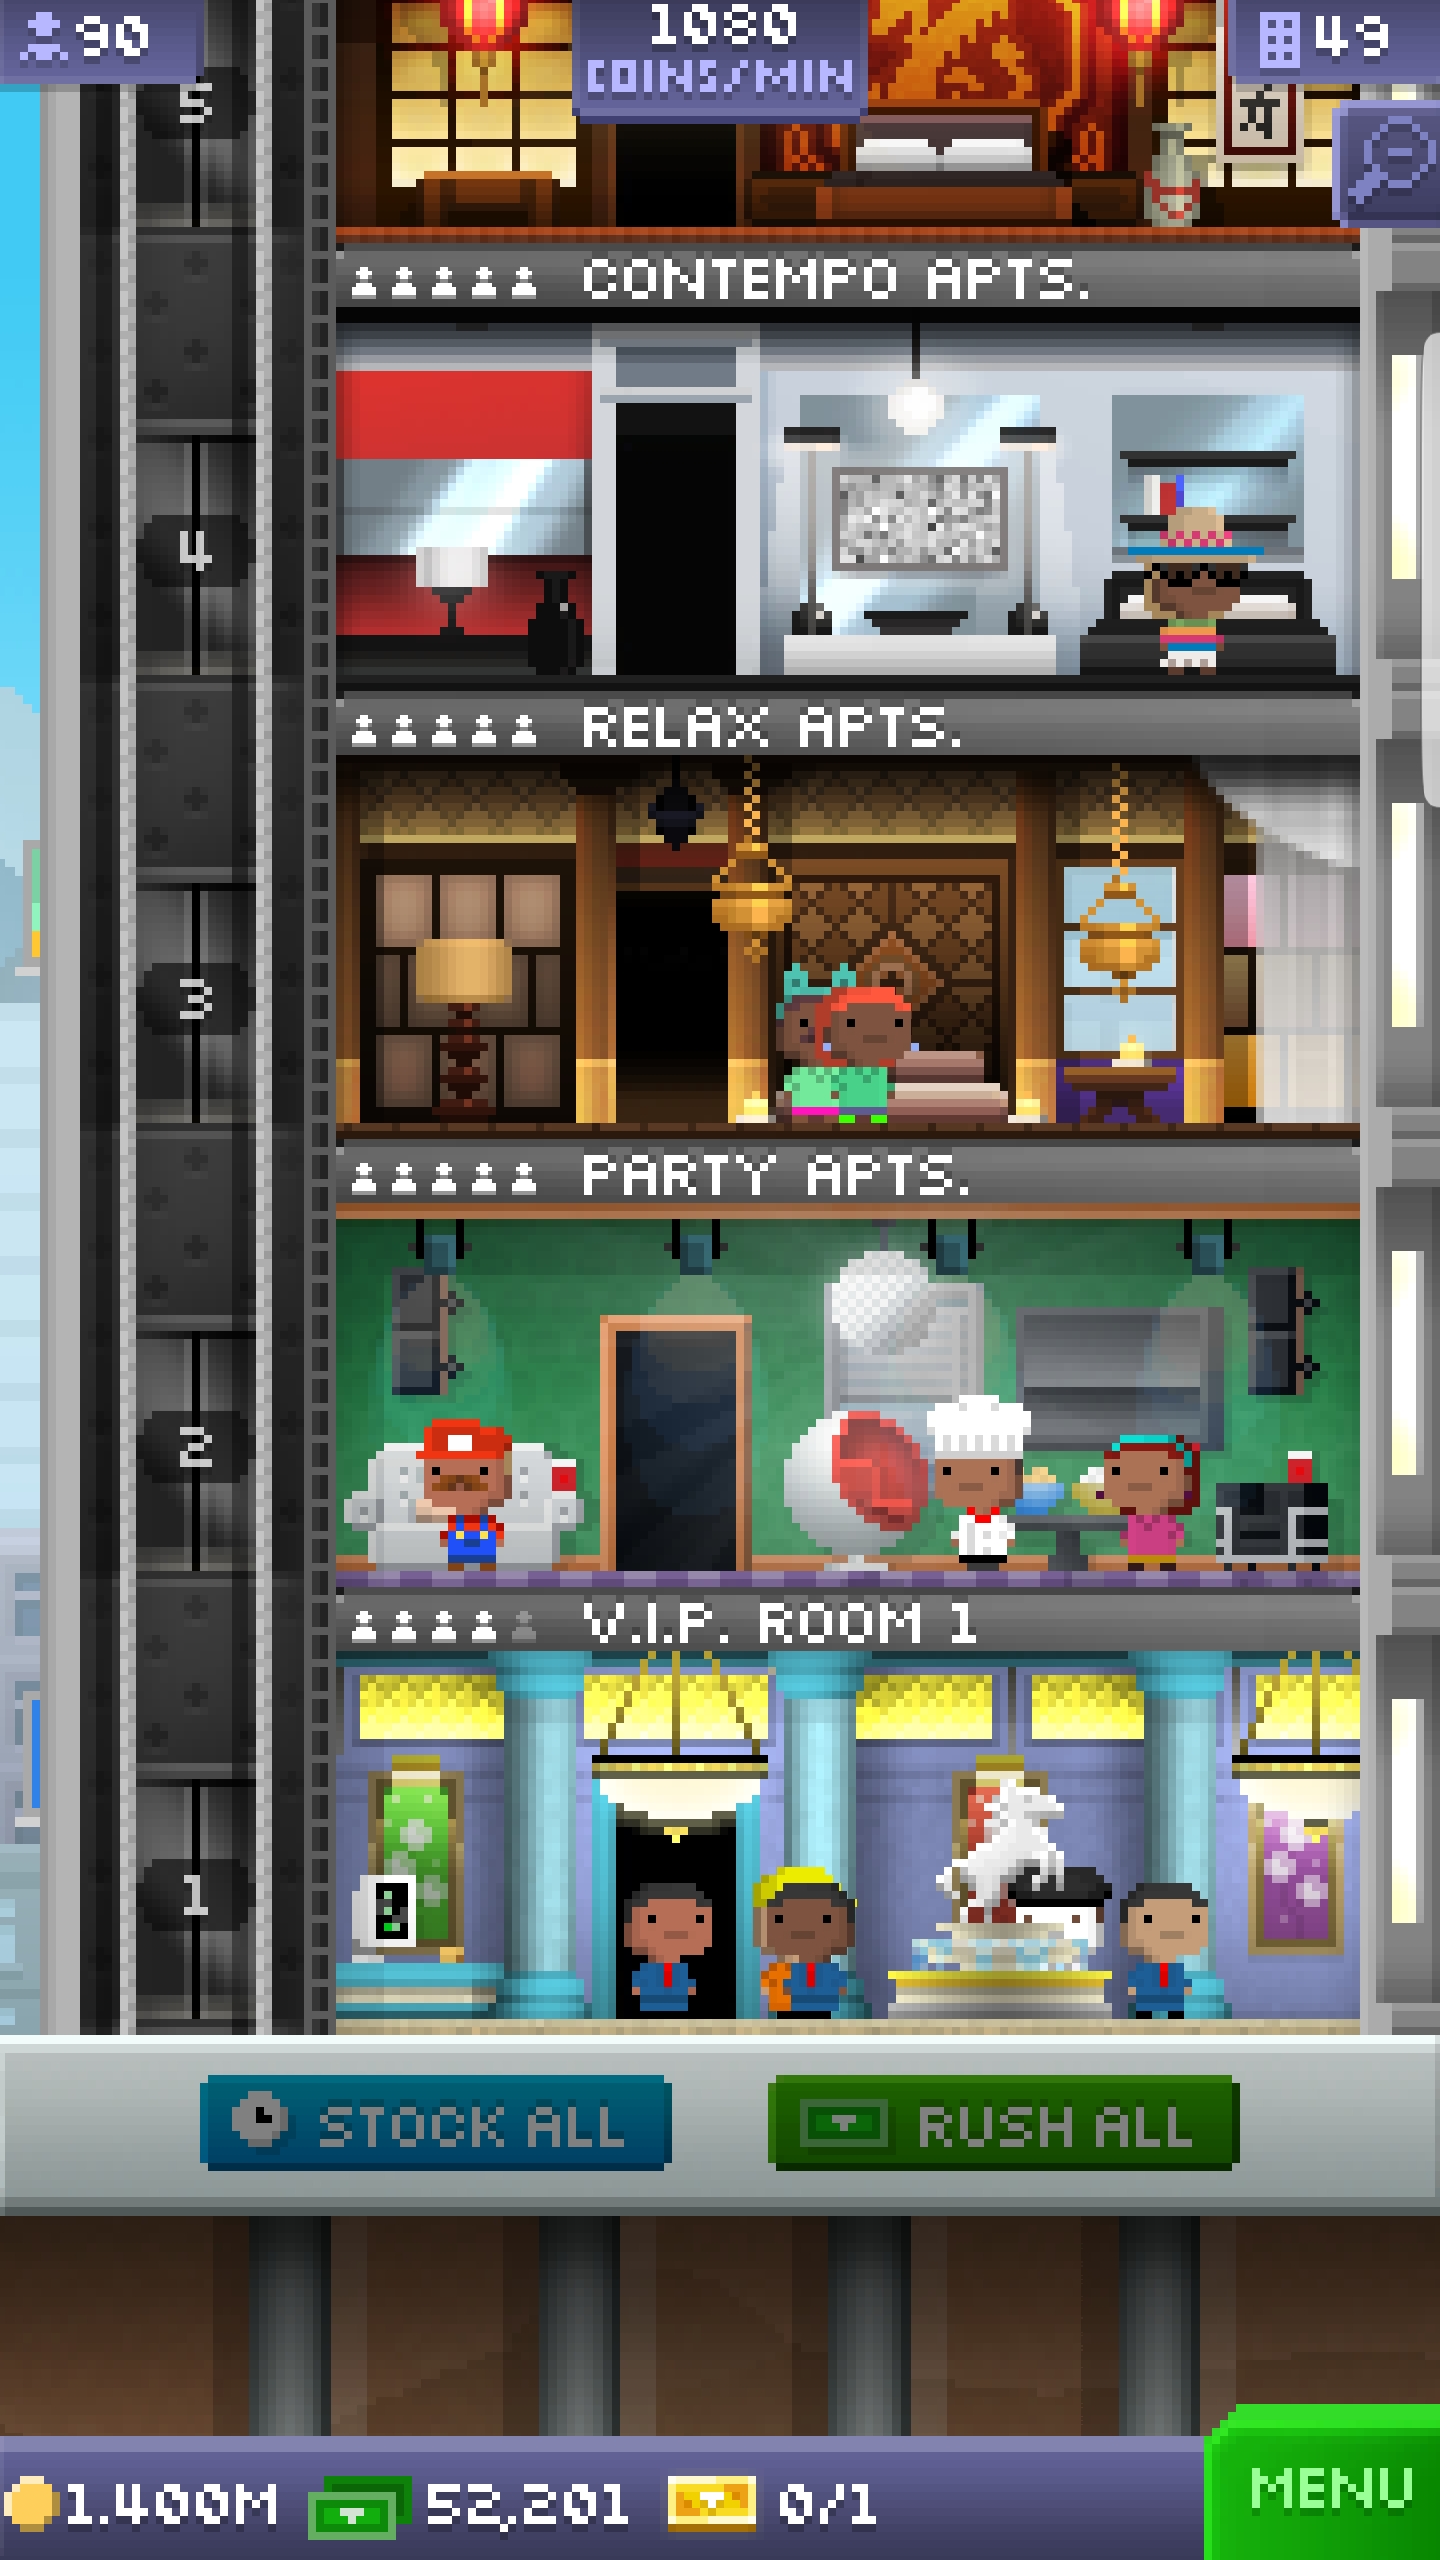 90
1080
COINS/MIN
49
5
CONTEMPO APTS.
4
RELAX APTS.
3
PARTY APTS.
2
V.I.P. ROOM 1
1
STOCK ALL
RUSH ALL
1.400M
52,201
0/1
MENU